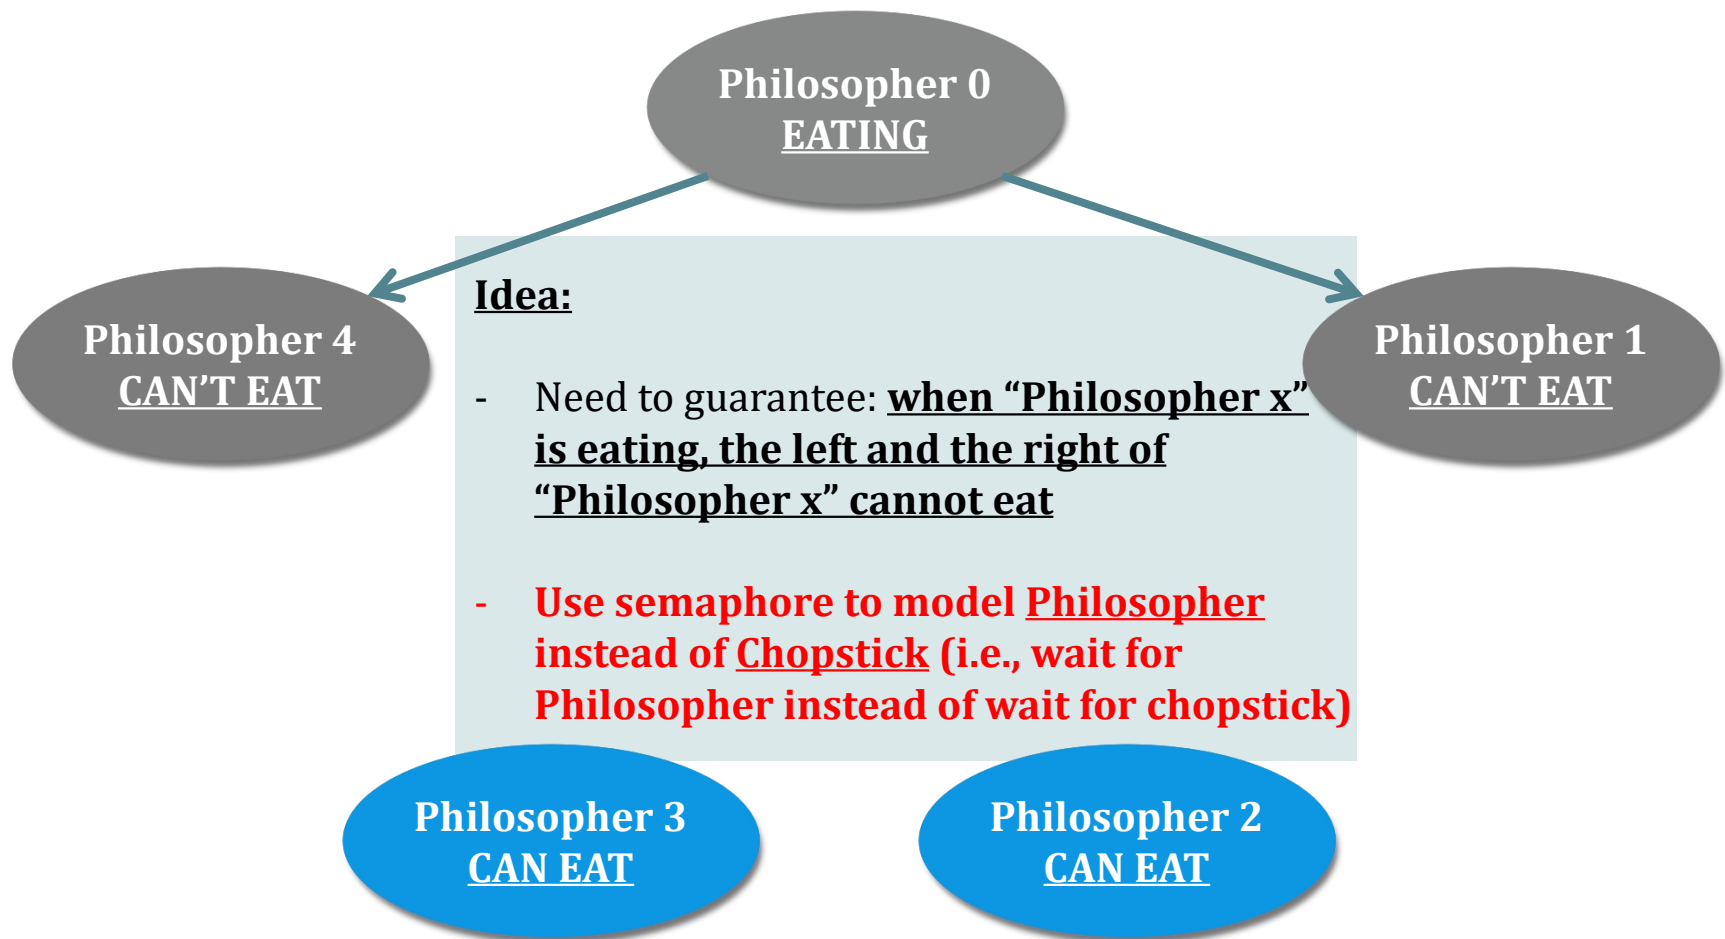 Philosopher 0
EATING
Philosopher 4
CAN’T EAT
Philosopher 1
CAN’T EAT
Idea:
- Need to guarantee: when “Philosopher x”
is eating, the left and the right of
“Philosopher x” cannot eat
- Use semaphore to model Philosopher
instead of Chopstick (i.e., wait for
Philosopher instead of wait for chopstick)
Philosopher 3
CAN EAT
Philosopher 2
CAN EAT